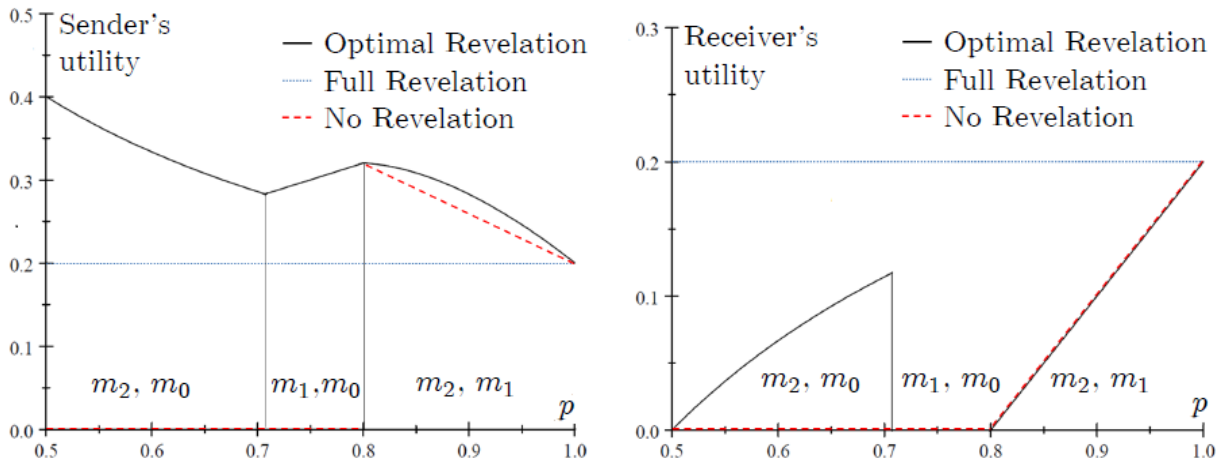 0.5
Sender's
utility
Optimal Revelation
Full Revelation
No Revelation
0.4
0.3
0.2
0.1
0.0
m₂, m₀
m₁,m₀
m₂, m₁
p
0.5 0.6 0.7 0.8 0.9 1.0
0.3
Receiver's
utility
Optimal Revelation
Full Revelation
No Revelation
0.2
0.1
0.0
m₂, m₀
m₁, m₀
m₂, m₁
p
0.5 0.6 0.7 0.8 0.9 1.0